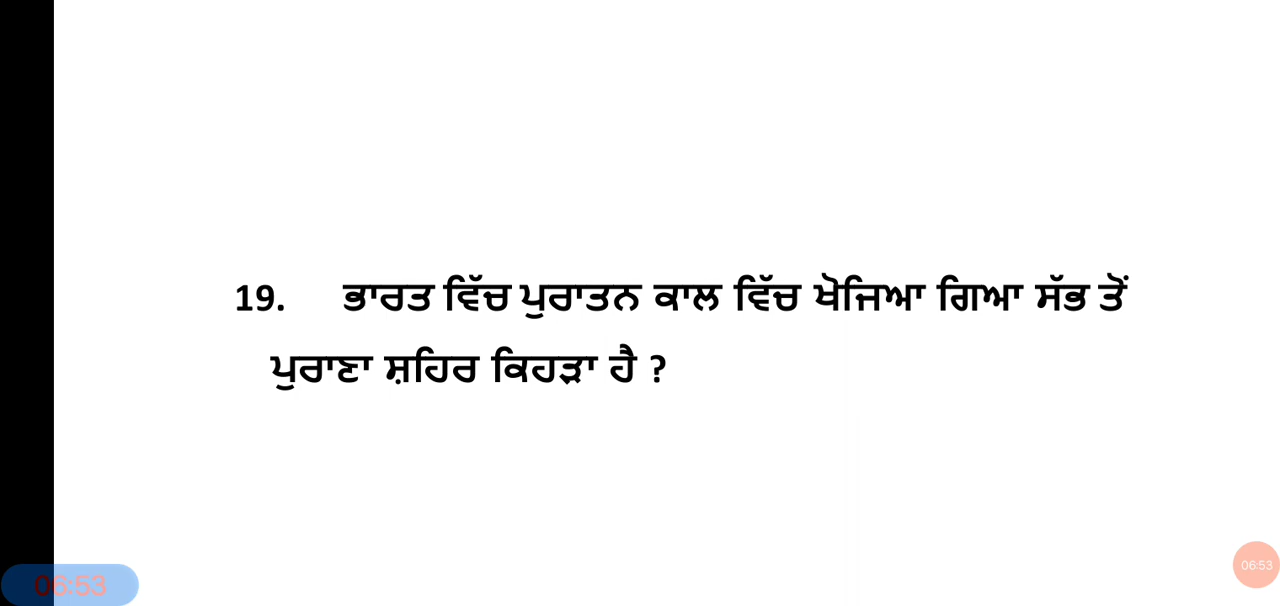 19. ਭਾਰਤ ਵਿੱਚ ਪੁਰਾਤਨ ਕਾਲ ਵਿੱਚ ਖੋਜਿਆ ਗਿਆ ਸੱਭ ਤੋਂ
ਪੁਰਾਣਾ ਸ਼ਹਿਰ ਕਿਹੜਾ ਹੈ ?
06:53
06:53